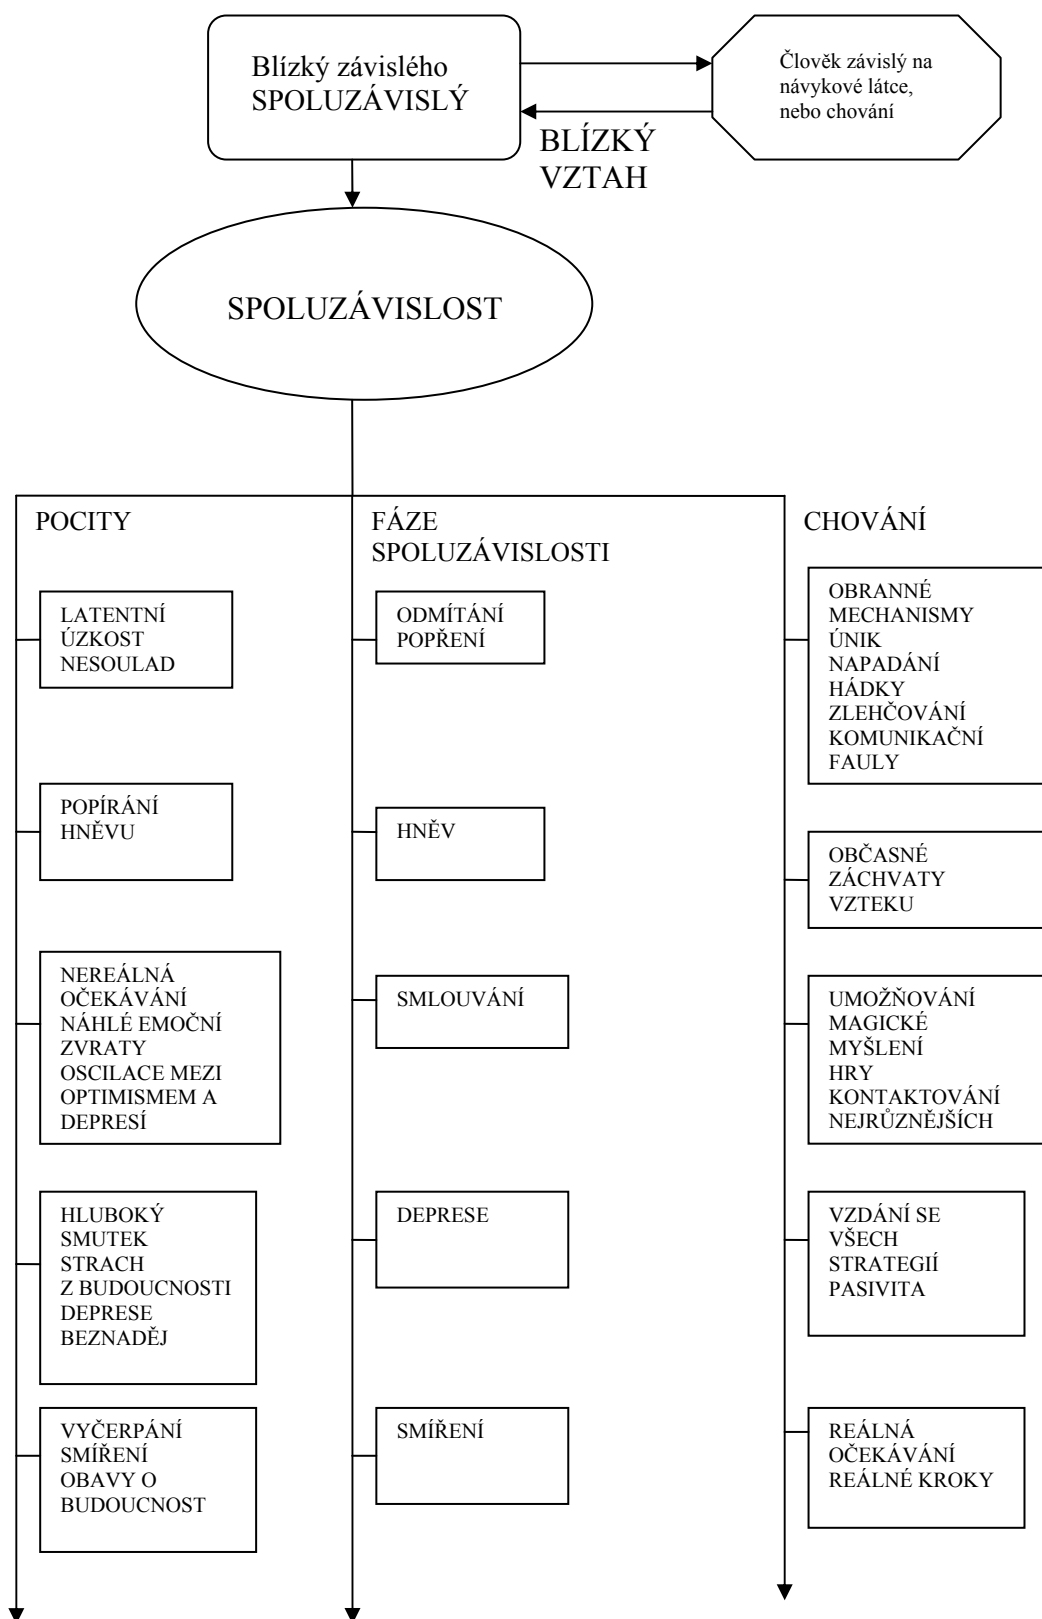 Blízký závislého
SPOLUZÁVISLÝ
Člověk závislý na
návykové látce,
nebo chování
BLÍZKÝ
VZTAH
SPOLUZÁVISLOST
POCITY
LATENTNÍ
ÚZKOST
NESOULAD
POPÍRÁNÍ
HNĚVU
NEREÁLNÁ
OČEKÁVÁNÍ
NÁHLÉ EMOČNÍ
ZVRATY
OSCILACE MEZI
OPTIMISMEM A
DEPRESÍ
HLUBOKÝ
SMUTEK
STRACH
Z BUDOUCNOSTI
DEPRESE
BEZNADĚJ
VYČERPÁNÍ
SMÍŘENÍ
OBAVY O
BUDOUCNOST
FÁZE
SPOLUZÁVISLOSTI
ODMÍTÁNÍ
POPŘENÍ
HNĚV
SMLOUVÁNÍ
DEPRESE
SMÍŘENÍ
CHOVÁNÍ
OBRANNÉ
MECHANISMY
ÚNIK
NAPADÁNÍ
HÁDKY
ZLEHČOVÁNÍ
KOMUNIKAČNÍ
FAULY
OBČASNÉ
ZÁCHVATY
VZTEKU
UMOŽŇOVÁNÍ
MAGICKÉ
MYŠLENÍ
HRY
KONTAKTOVÁNÍ
NEJRŮZNĚJŠÍCH
VZDÁNÍ SE
VŠECH
STRATEGIÍ
PASIVITA
REÁLNÁ
OČEKÁVÁNÍ
REÁLNÉ KROKY